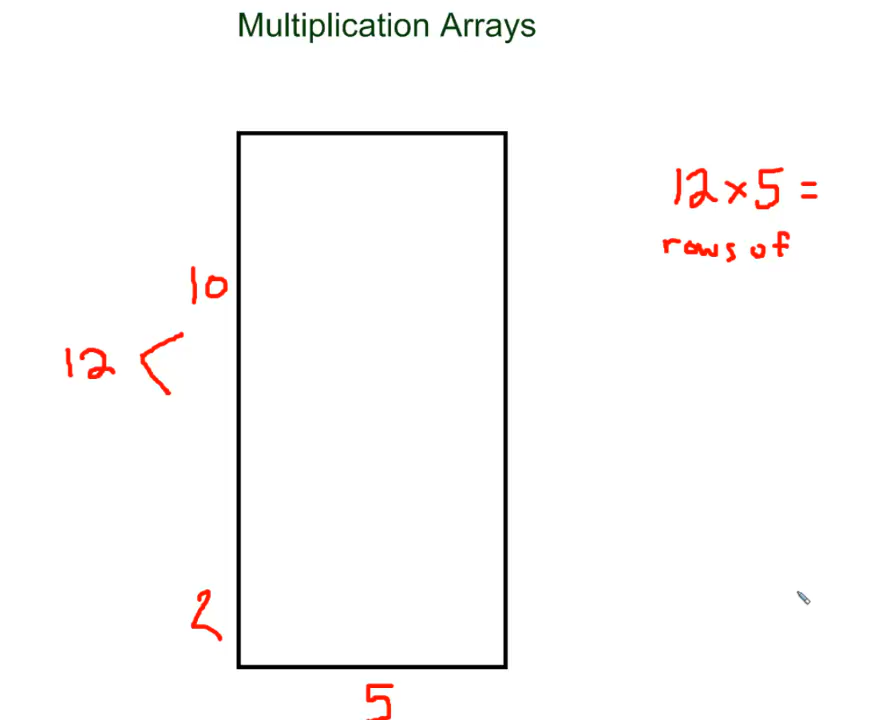 Multiplication Arrays
12 × 5 =
rows of
10
12
2
5